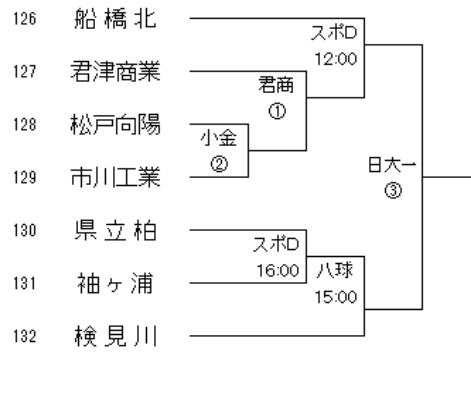 126 船橋北
スポD
12:00
127 君津商業
君商
①
128 松戸向陽
小金
②
129 市川工業
日大一
③
130 県立柏
スポD
16:00
131 袖ヶ浦
八球
15:00
132 検見川